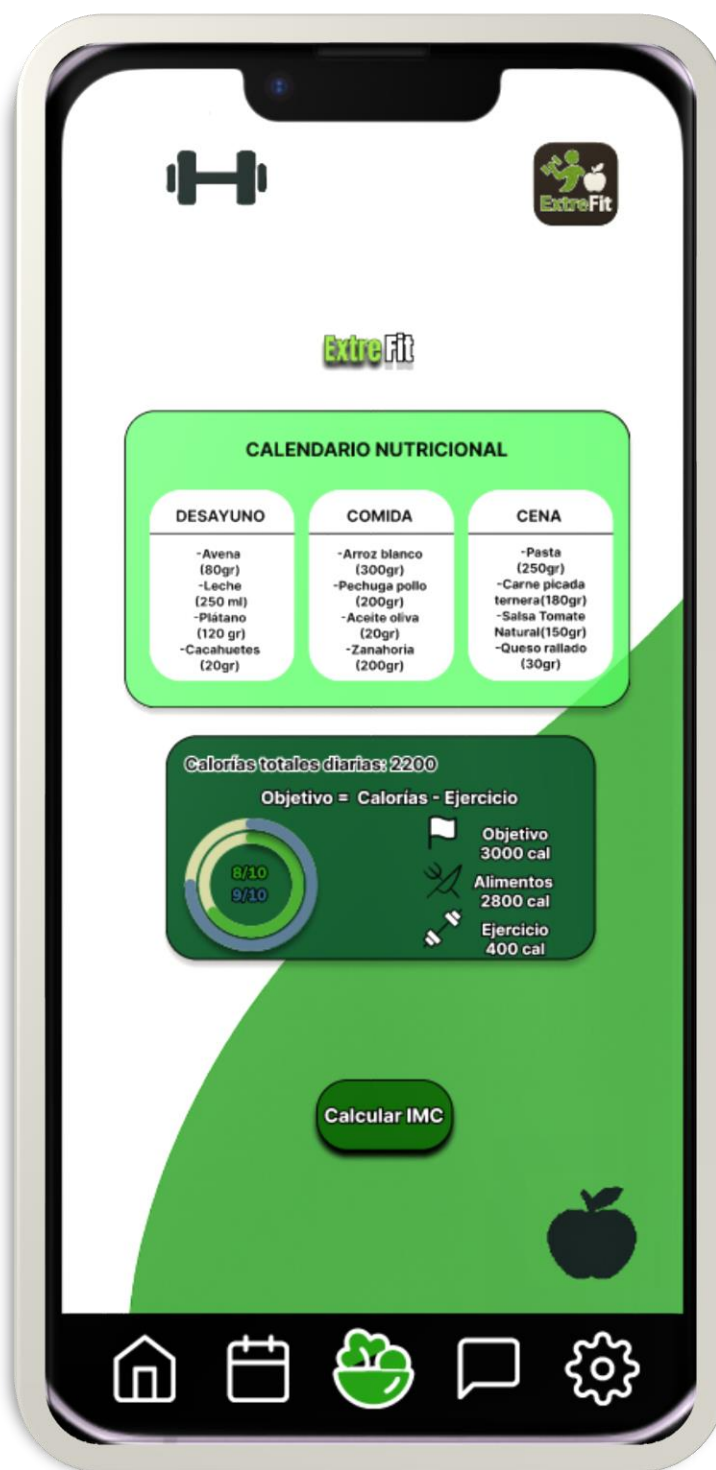 ExtreFit
ExtreFit
CALENDARIO NUTRICIONAL
DESAYUNO
-Avena
(80gr)
-Leche
(250 ml)
-Plátano
(120 gr)
-Cacahuetes
(20gr)
COMIDA
-Arroz blanco
(300gr)
-Pechuga pollo
(200gr)
-Aceite oliva
(20gr)
-Zanahoria
(200gr)
CENA
-Pasta
(250gr)
-Carne picada
ternera(180gr)
-Salsa Tomate
Natural(150gr)
-Queso rallado
(30gr)
Calorías totales diarias: 2200
Objetivo = Calorías - Ejercicio
8/10
9/10
Objetivo
3000 cal
Alimentos
2800 cal
Ejercicio
400 cal
Calcular IMC